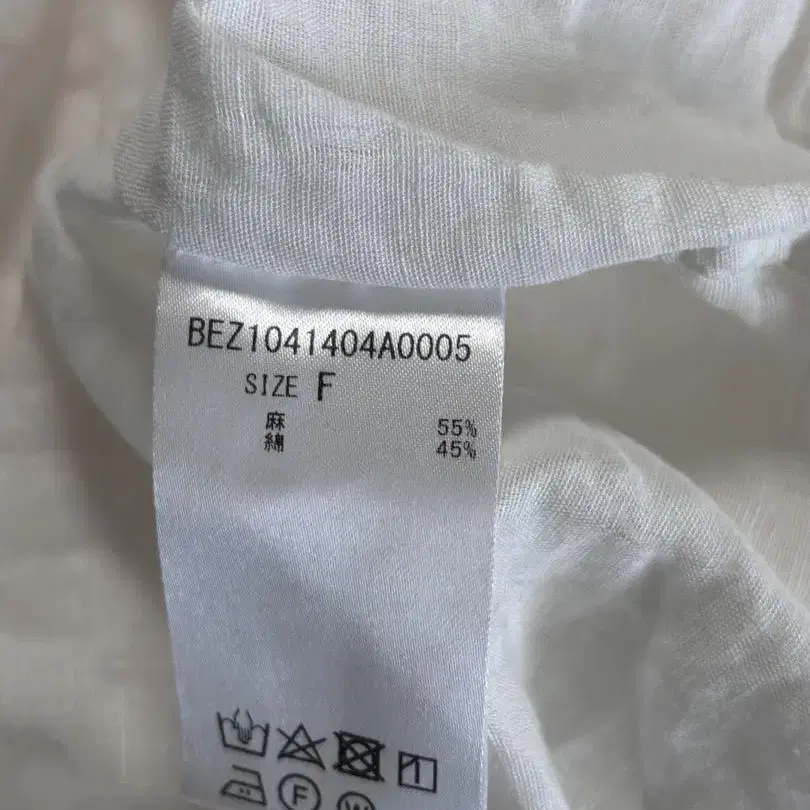 BEZ1041404A0005
SIZE F
麻 55%
綿 45%
F
W